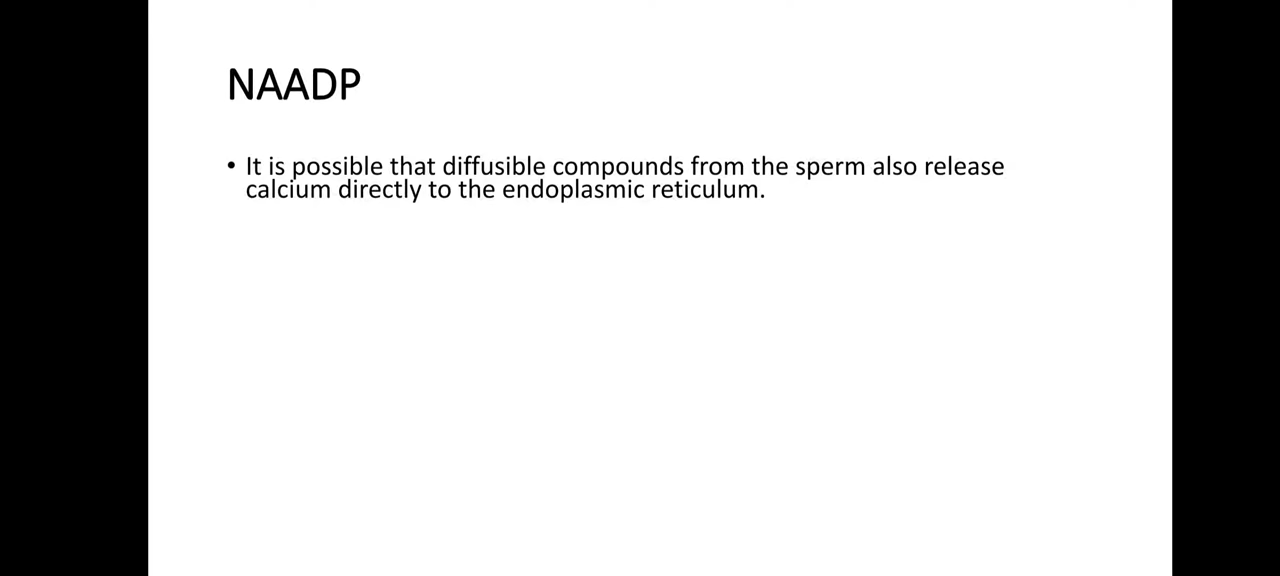 NAADP
• It is possible that diffusible compounds from the sperm also release
calcium directly to the endoplasmic reticulum.